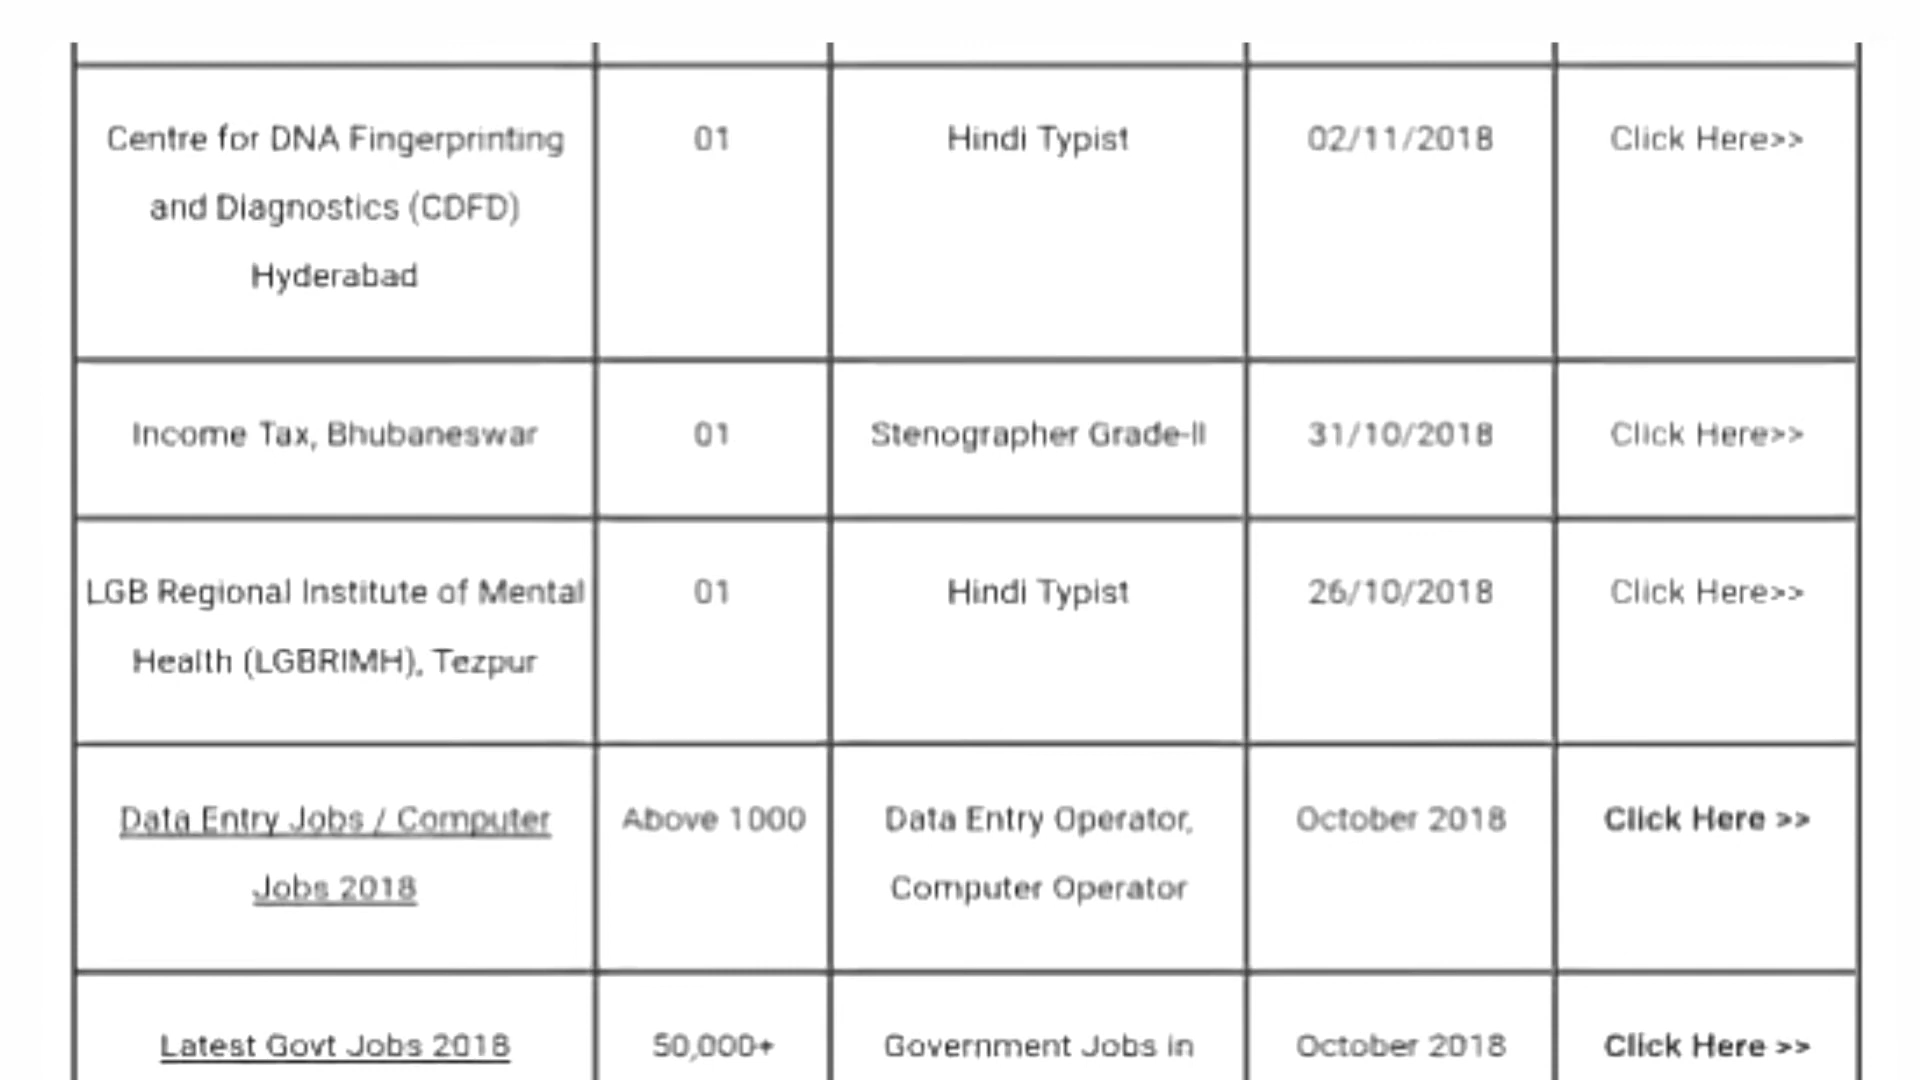 Centre for DNA Fingerprinting 01 Hindi Typist 02/11/2018 Click Here>>
and Diagnostics (CDFD)
Hyderabad
Income Tax, Bhubaneswar 01 Stenographer Grade-II 31/10/2018 Click Here>>
LGB Regional Institute of Mental 01 Hindi Typist 26/10/2018 Click Here>>
Health (LGBRIMH), Tezpur
Data Entry Jobs / Computer Above 1000 Data Entry Operator, October 2018 Click Here >>
Jobs 2018 Computer Operator
Latest Govt Jobs 2018 50,000+ Government Jobs in October 2018 Click Here >>